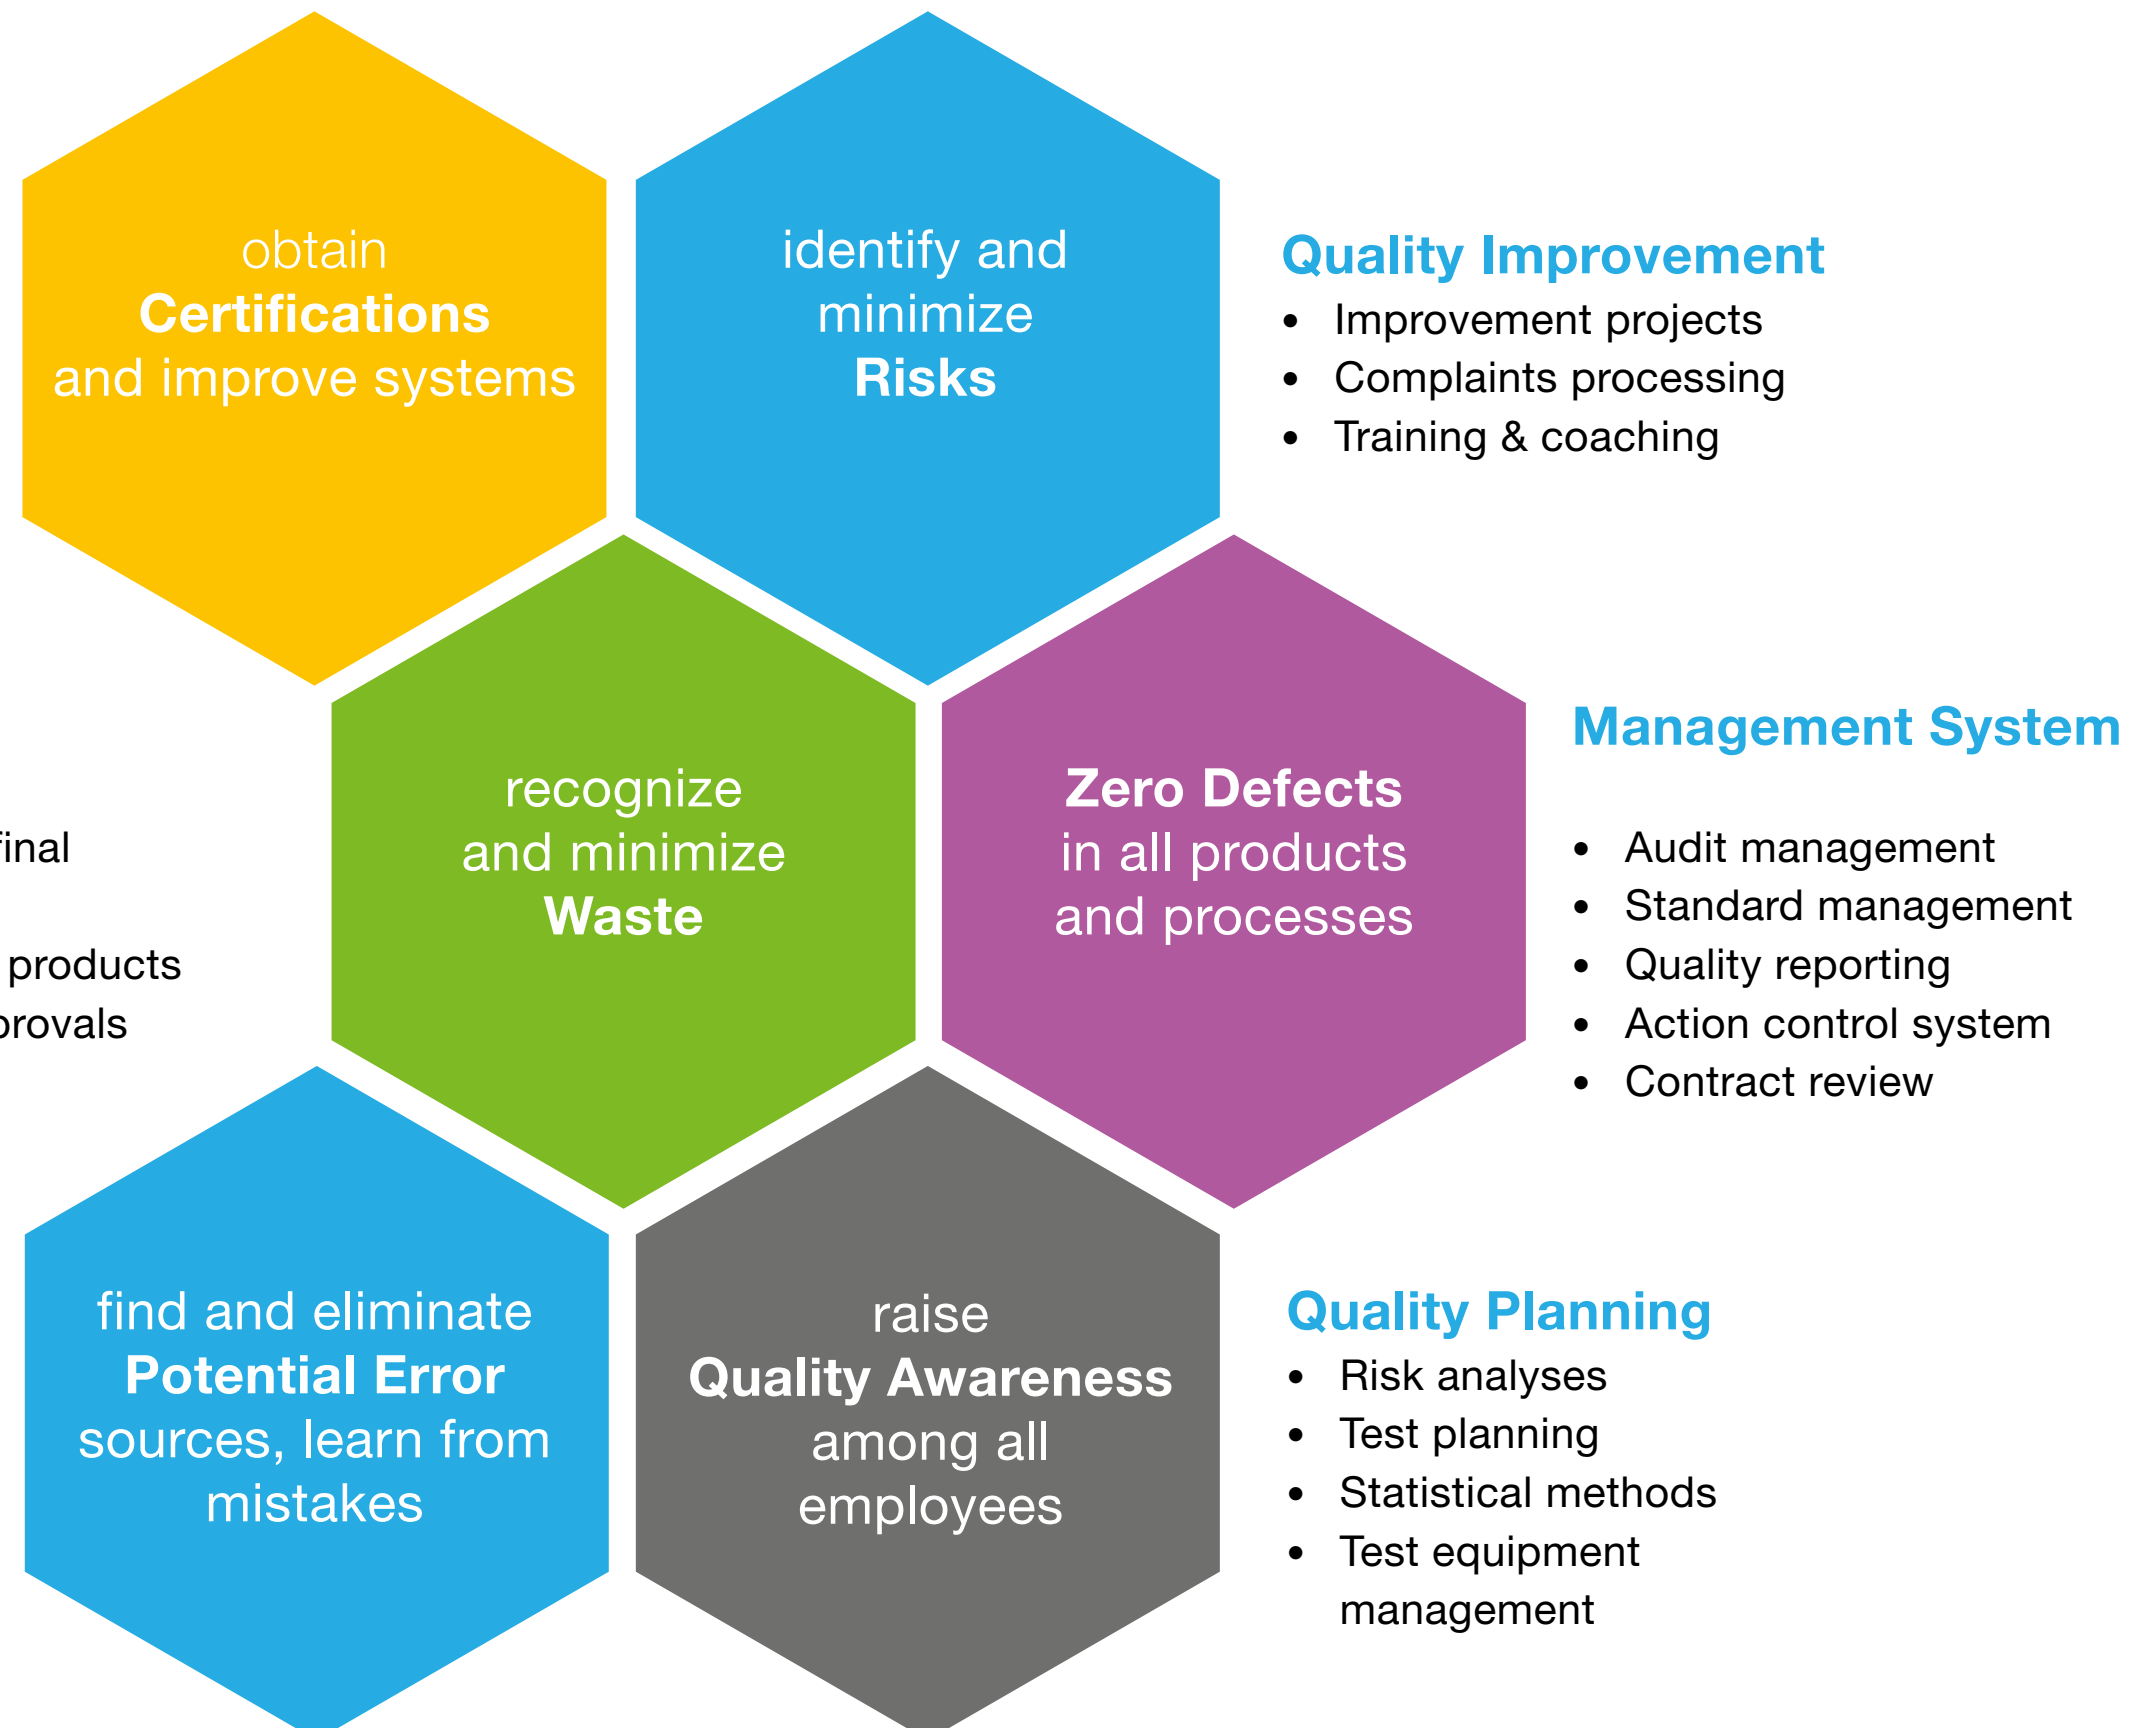 obtain
Certifications
and improve systems
identify and
minimize
Risks
Quality Improvement
• Improvement projects
• Complaints processing
• Training & coaching
products
recognize
and minimize
Waste
Zero Defects
in all products
and processes
Management System
• Audit management
• Standard management
• Quality reporting
• Action control system
• Contract review
find and eliminate
Potential Error
sources, learn from
mistakes
raise
Quality Awareness
among all
employees
Quality Planning
• Risk analyses
• Test planning
• Statistical methods
• Test equipment
management